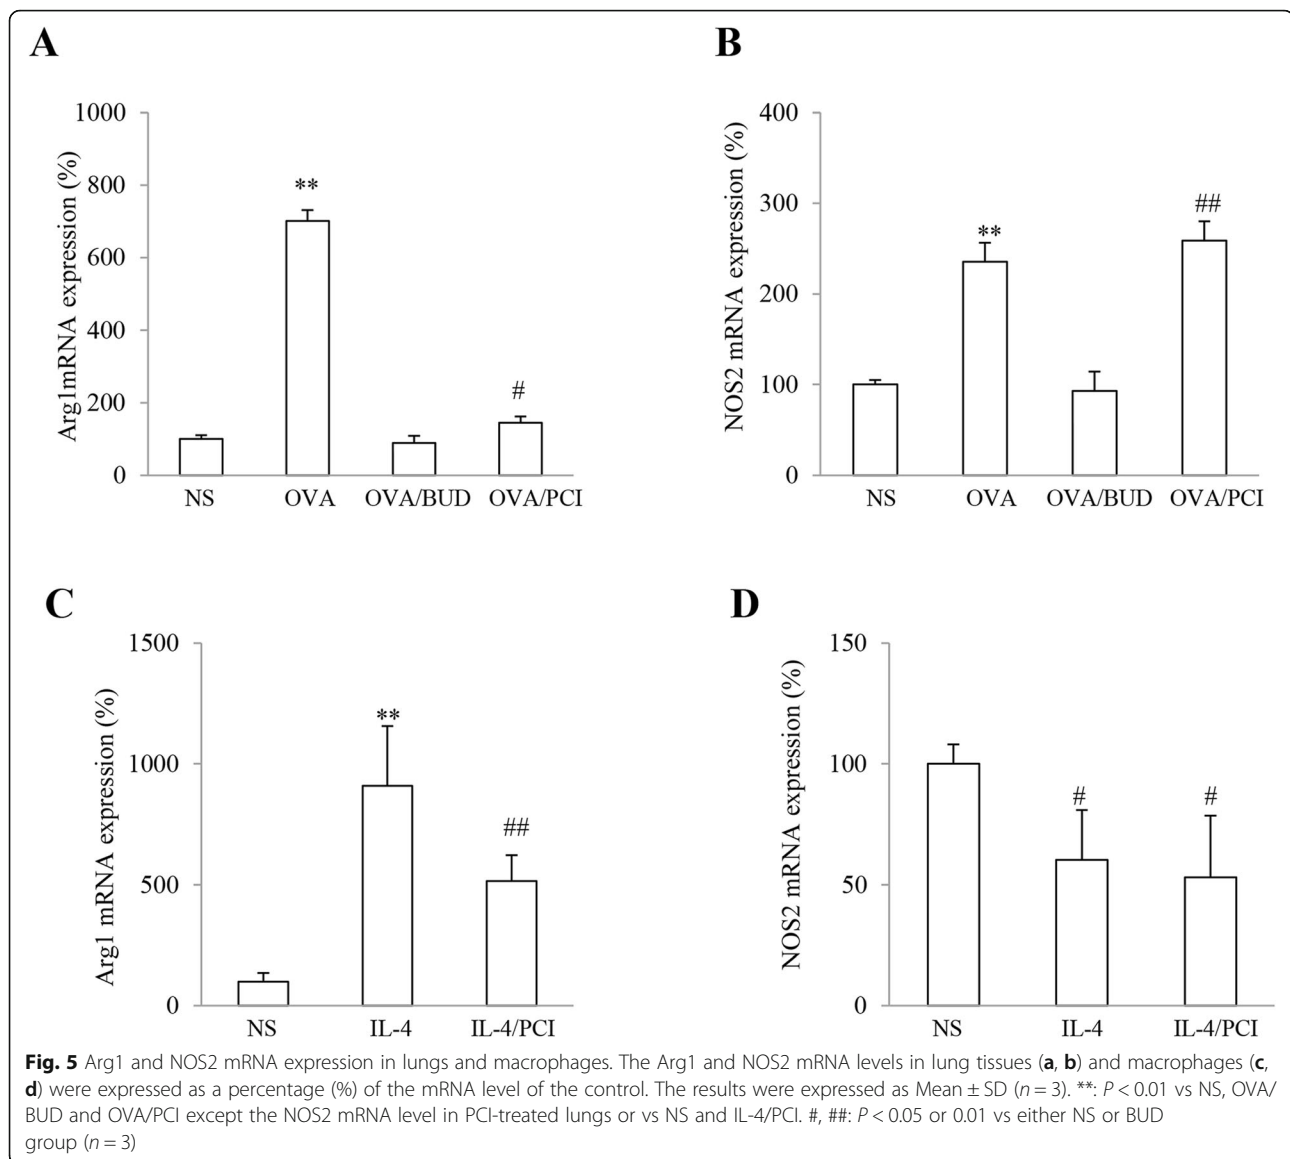 A
Arg1mRNA expression (%)
1000
800
600
400
200
0
**
#
NS OVA OVA/BUD OVA/PCI
B
NOS2 mRNA expression (%)
400
300
200
100
0
**
##
NS OVA OVA/BUD OVA/PCI
C
Arg1 mRNA expression (%)
1500
1000
500
0
**
##
NS IL-4 IL-4/PCI
D
NOS2 mRNA expression (%)
150
100
50
0
#
#
NS IL-4 IL-4/PCI
Fig. 5 Arg1 and NOS2 mRNA expression in lungs and macrophages. The Arg1 and NOS2 mRNA levels in lung tissues (a, b) and macrophages (c,
d) were expressed as a percentage (%) of the mRNA level of the control. The results were expressed as Mean ± SD (n = 3). **: P < 0.01 vs NS, OVA/
BUD and OVA/PCI except the NOS2 mRNA level in PCI-treated lungs or vs NS and IL-4/PCI. #, ##: P < 0.05 or 0.01 vs either NS or BUD
group (n = 3)